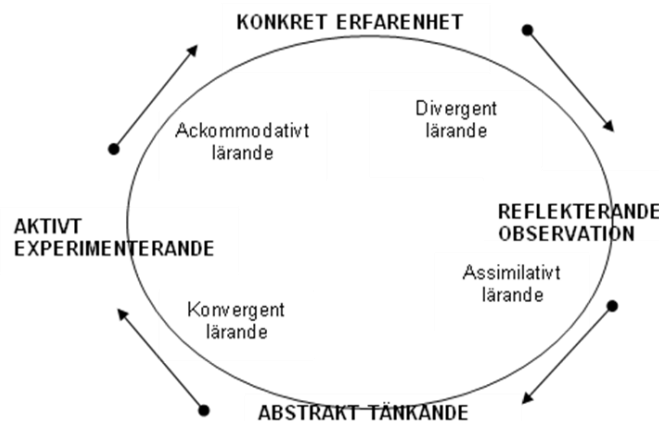 KONKRET ERFARENHET
Divergent
lärande
Ackommodativt
lärande
REFLEKTERANDE
OBSERVATION
AKTIVT
EXPERIMENTERANDE
Assimilativt
lärande
Konvergent
lärande
ABSTRAKT TÄNKANDE